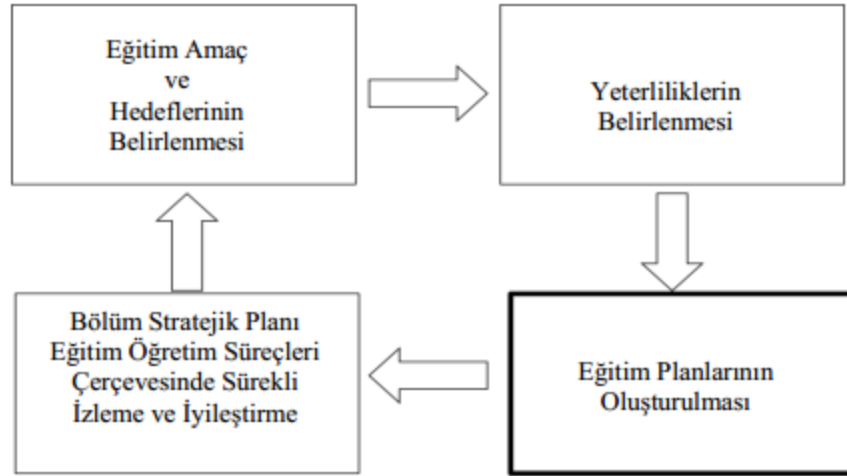 Eğitim Amaç
ve
Hedeflerinin
Belirlenmesi
Yeterliliklerin
Belirlenmesi
Bölüm Stratejik Planı
Eğitim Öğretim Süreçleri
Çerçevesinde Sürekli
İzleme ve İyileştirme
Eğitim Planlarının
Oluşturulması